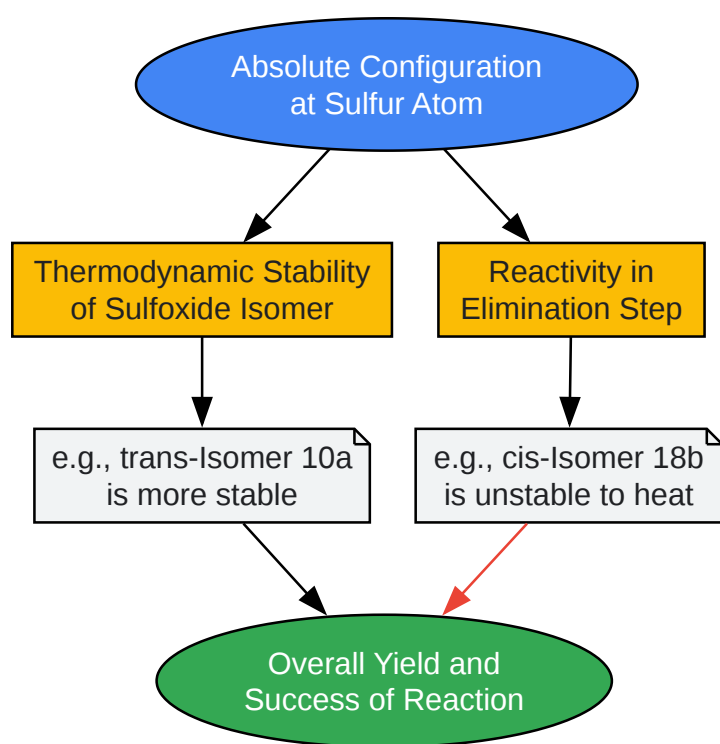 Absolute Configuration
at Sulfur Atom
Thermodynamic Stability
of Sulfoxide Isomer
Reactivity in
Elimination Step
e.g., trans-Isomer 10a
is more stable
e.g., cis-Isomer 18b
is unstable to heat
Overall Yield and
Success of Reaction